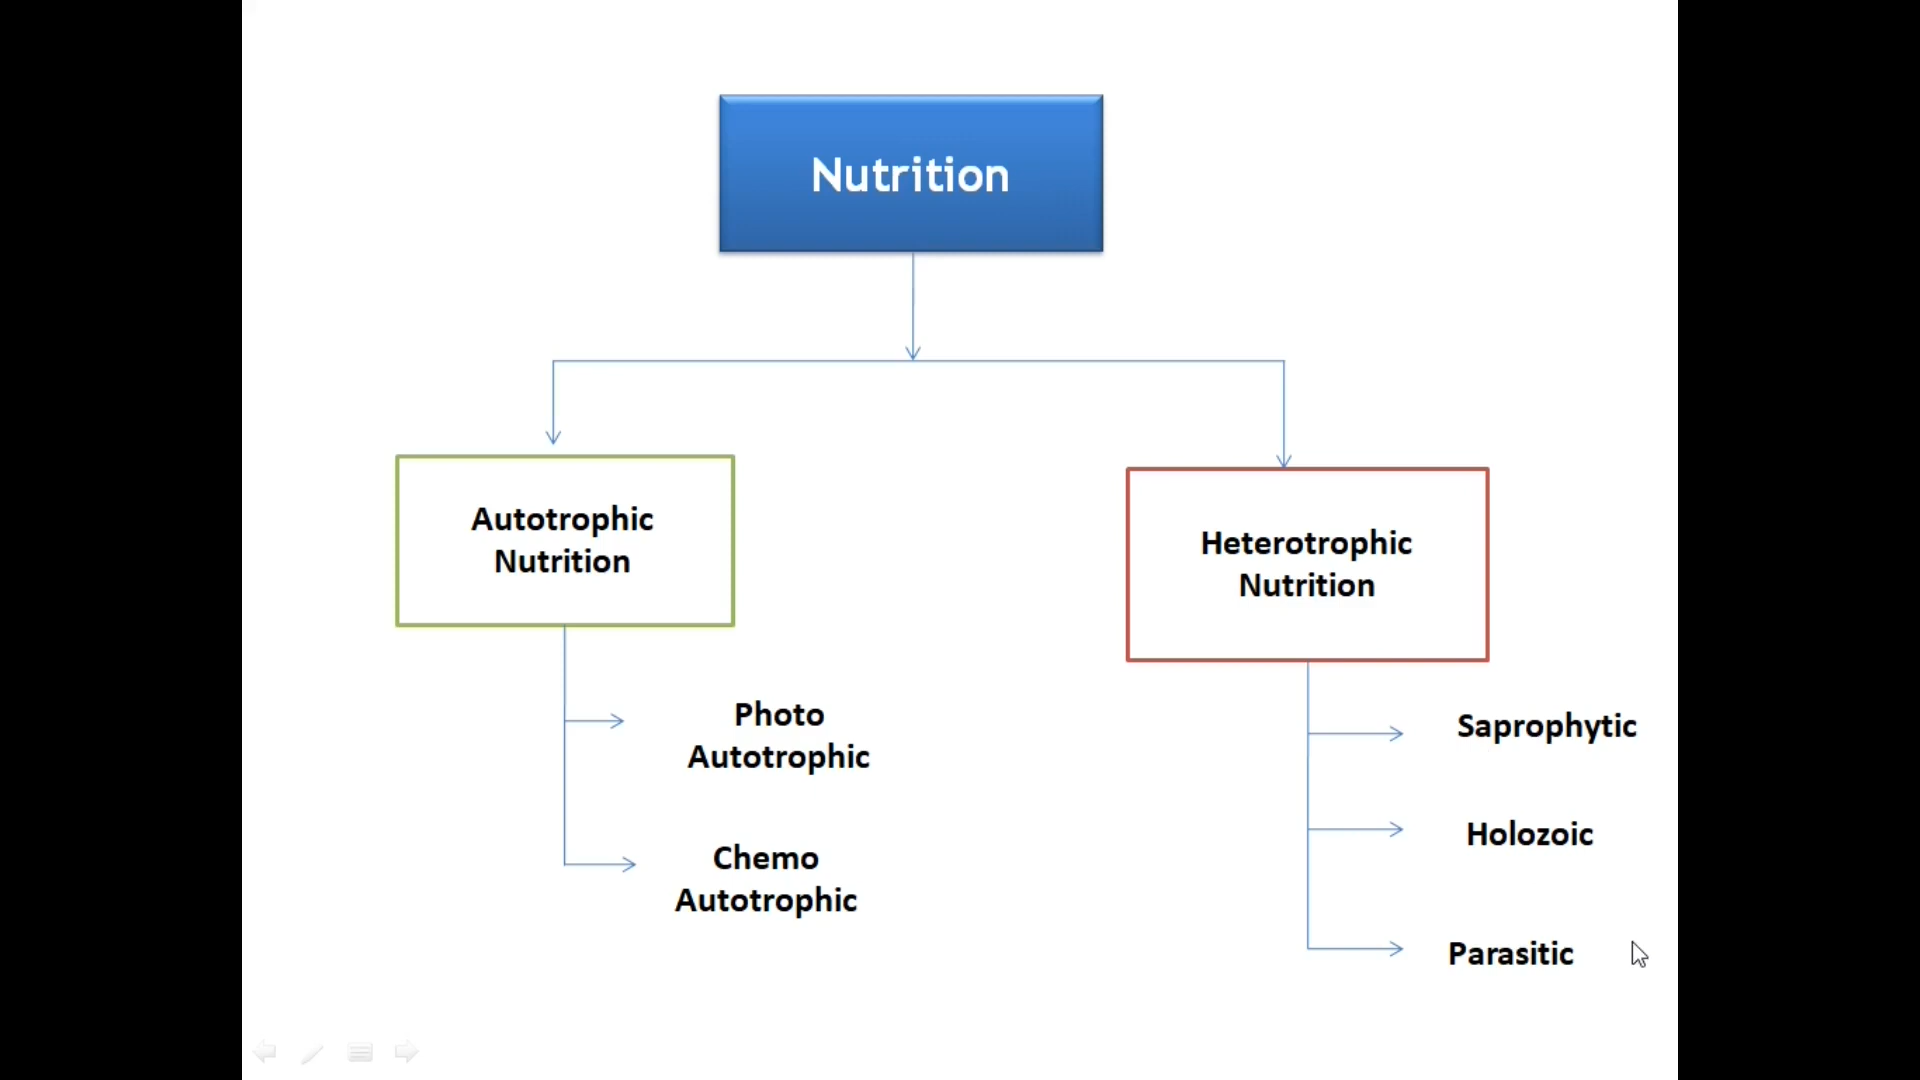 Nutrition
Autotrophic
Nutrition
Heterotrophic
Nutrition
Photo
Autotrophic
Chemo
Autotrophic
Saprophytic
Holozoic
Parasitic